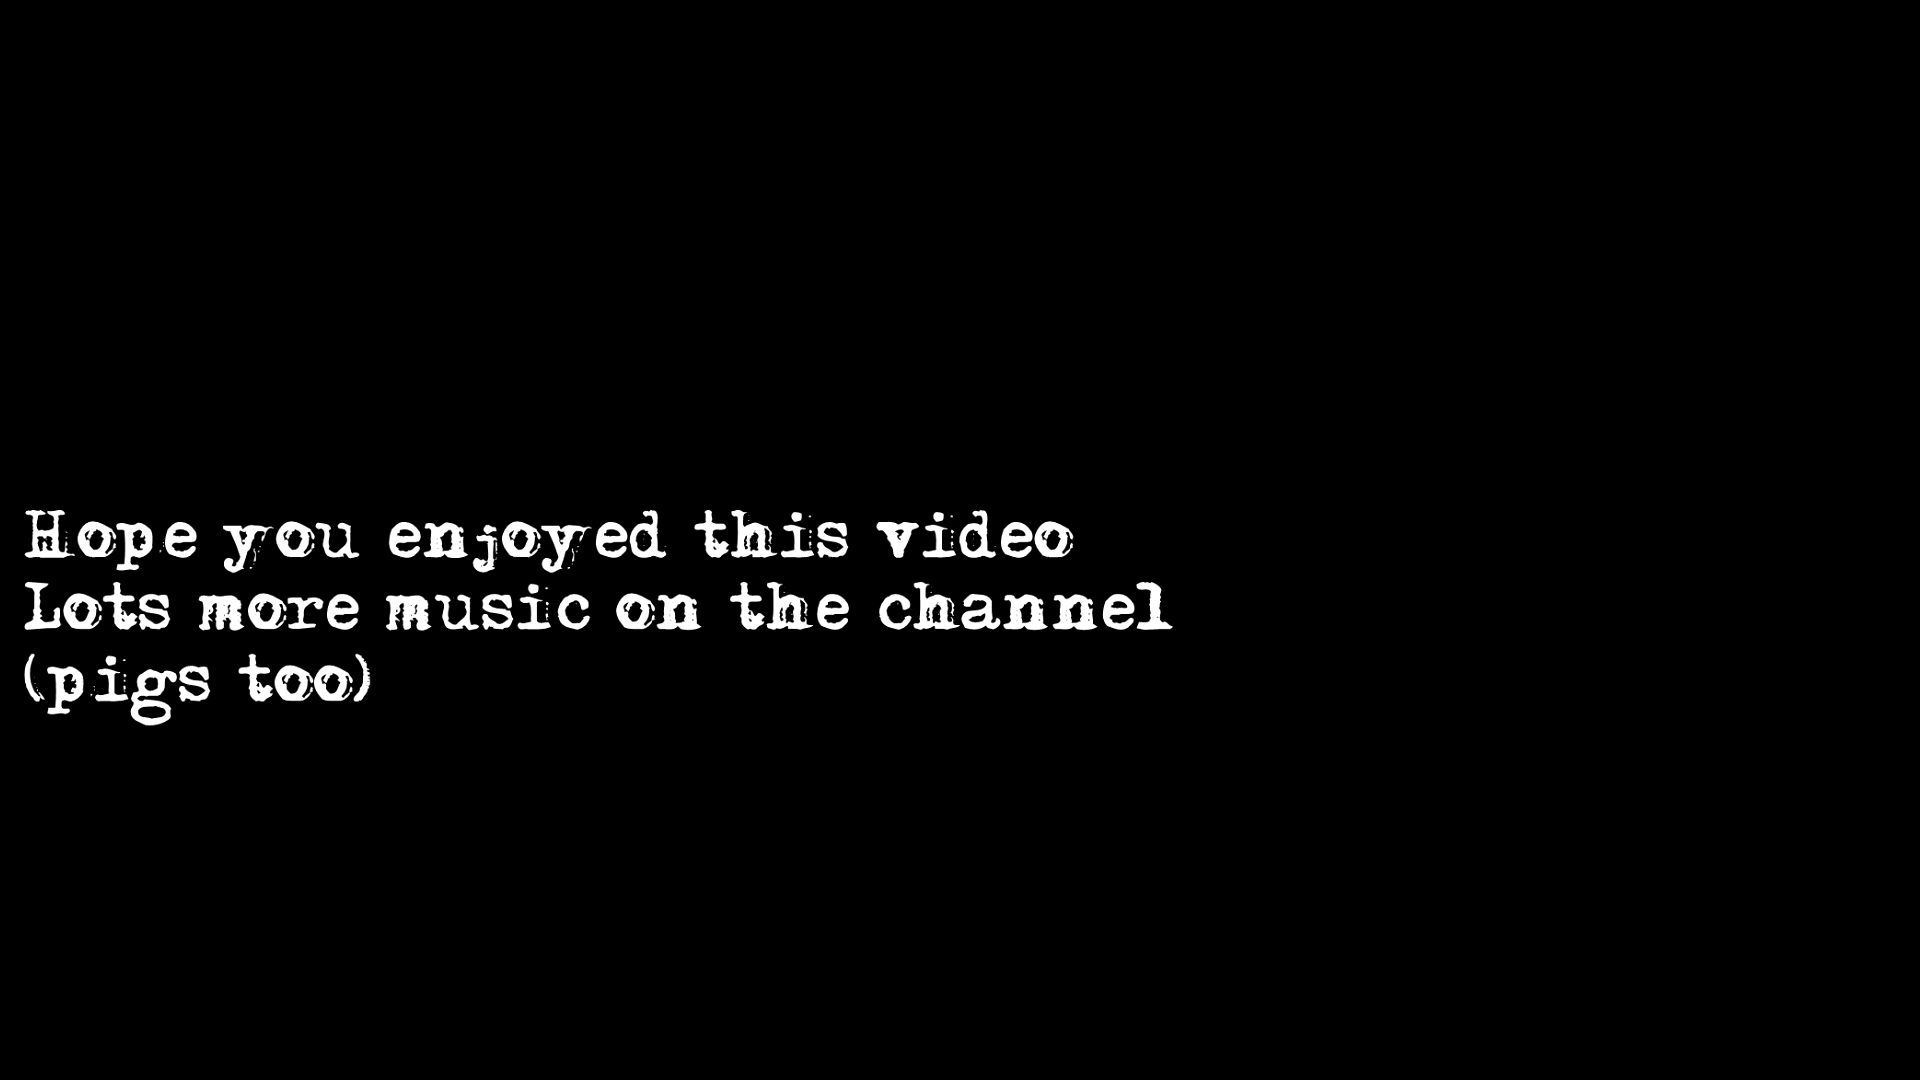 Hope you enjoyed this video
Lots more music on the channel
(pigs too)